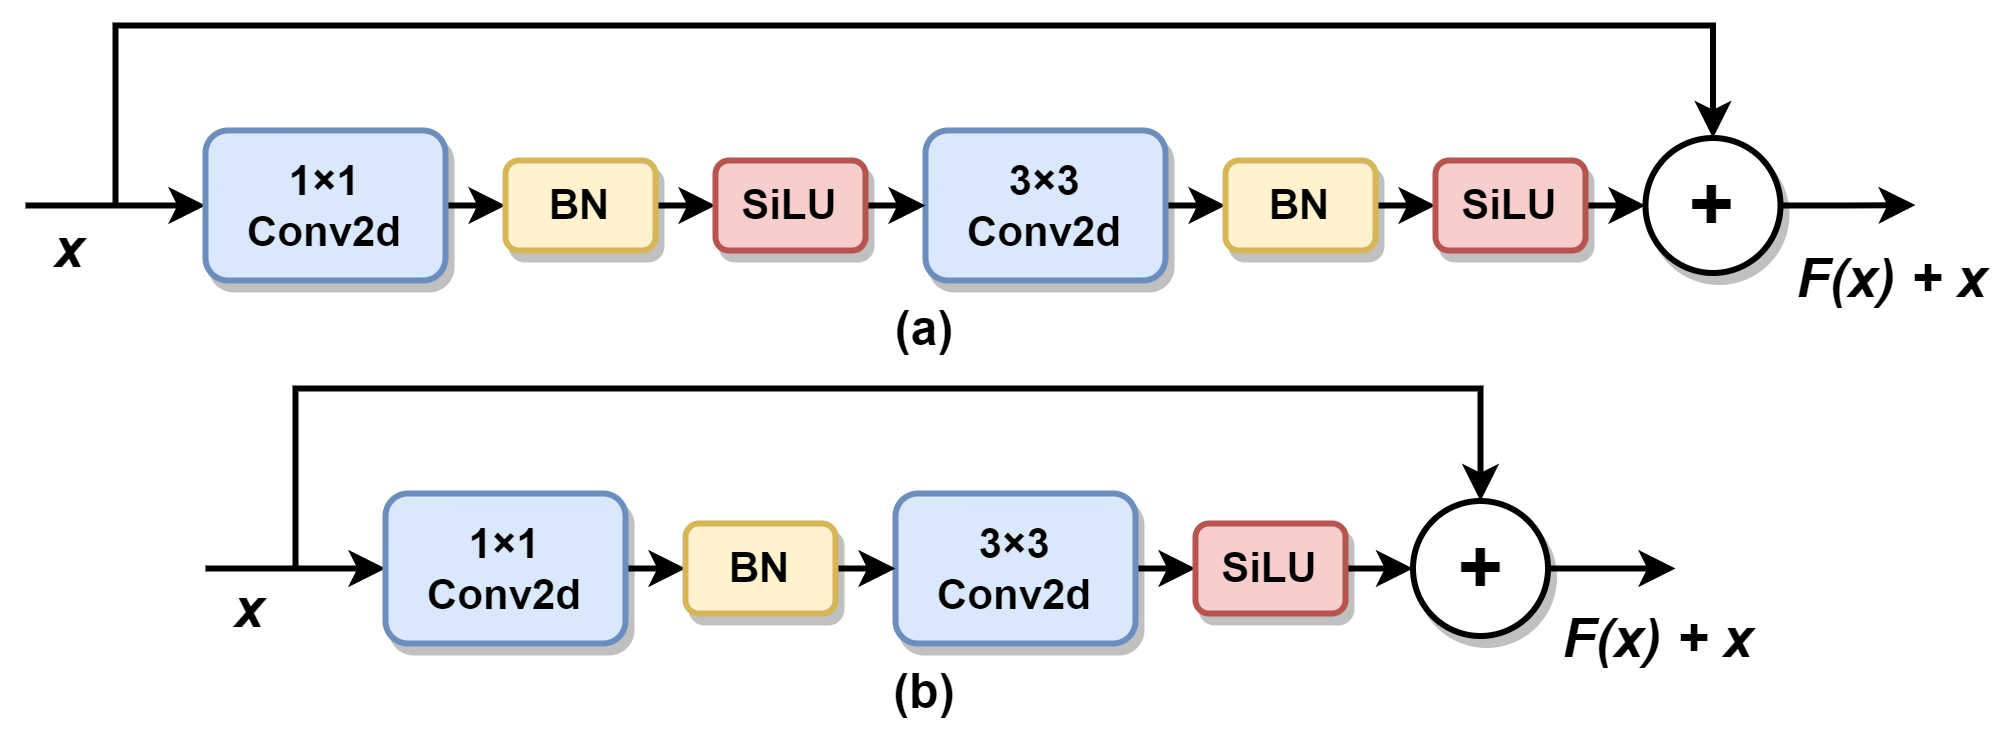 1×1
Conv2d
BN
SiLU
3×3
Conv2d
BN
SiLU
+
x
F(x) + x
(a)
1×1
Conv2d
BN
3×3
Conv2d
SiLU
+
x
F(x) + x
(b)